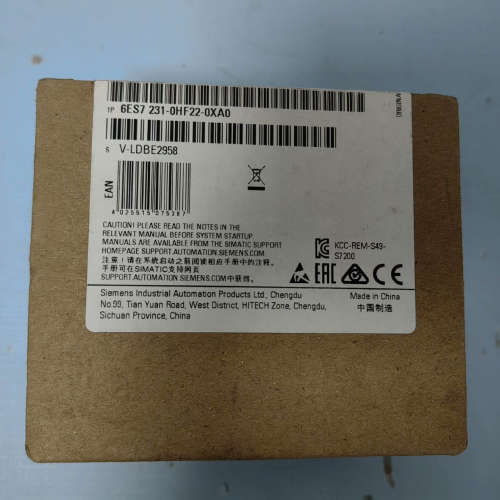 1P 6ES7 231-0HF22-0XA0
S V-LDBE2958
EAN
CAUTION! PLEASE READ THE NOTES IN THE
RELEVANT MANUAL BEFORE SYSTEM STARTUP
MANUALS ARE AVAILABLE FROM THE SIMATIC SUPPORT
HOMEPAGE SUPPORT.AUTOMATION.SIEMENS.COM
注意!请在系统启动之前阅读相应手册中的注释。
手册可在SIMATIC支持网页
SUPPORT.AUTOMATION.SIEMENS.COM中获得。
KCC-REM-S49-
S7200
EAC CE
Siemens Industrial Automation Products Ltd., Chengdu
No.99, Tian Yuan Road, West District, HITECH Zone, Chengdu,
Sichuan Province, China
Made in China
中国制造